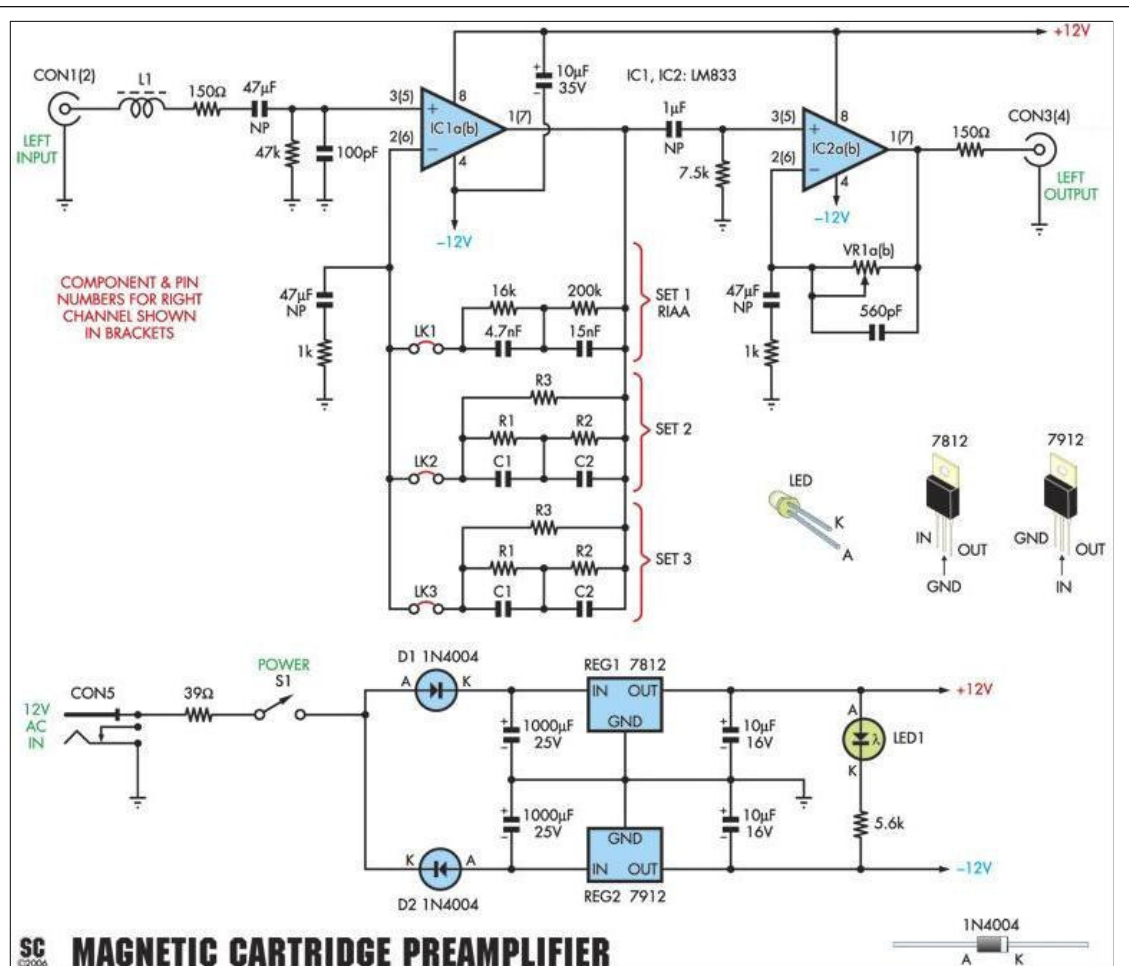 +12V
CON1(2)
L1
150Ω
47µF
NP
47k
100pF
LEFT
INPUT
3(5)
2(6)
+
−
8
IC1a(b)
4
1(7)
−12V
+
10µF
35V
−
IC1, IC2: LM833
1µF
NP
7.5k
3(5)
2(6)
+
−
8
IC2a(b)
4
1(7)
−12V
150Ω
CON3(4)
LEFT
OUTPUT
VR1a(b)
560pF
47µF
NP
1k
COMPONENT & PIN
NUMBERS FOR RIGHT
CHANNEL SHOWN
IN BRACKETS
47µF
NP
1k
16k
200k
LK1
4.7nF
15nF
SET 1
RIAA
R3
R1
R2
LK2
C1
C2
SET 2
R3
R1
R2
LK3
C1
C2
SET 3
LED
K
A
7812
IN
OUT
GND
7912
GND
OUT
IN
12V
AC
IN
CON5
39Ω
POWER
S1
D1 1N4004
A
K
REG1 7812
IN OUT
GND
+12V
+
1000µF
25V
−
+
10µF
16V
−
A
λ
LED1
K
+
1000µF
25V
−
+
10µF
16V
−
5.6k
K
A
D2 1N4004
GND
IN OUT
REG2 7912
−12V
SC
©2006
MAGNETIC CARTRIDGE PREAMPLIFIER
1N4004
A
K